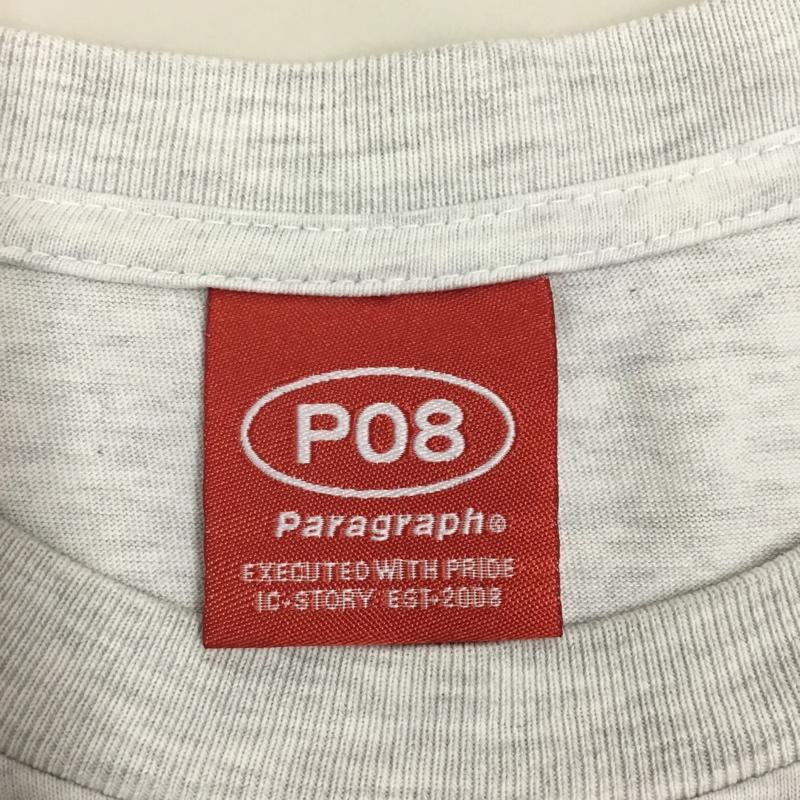 P08
Paragraph®
EXECUTED WITH PRIDE
IC-STORY EST-2008